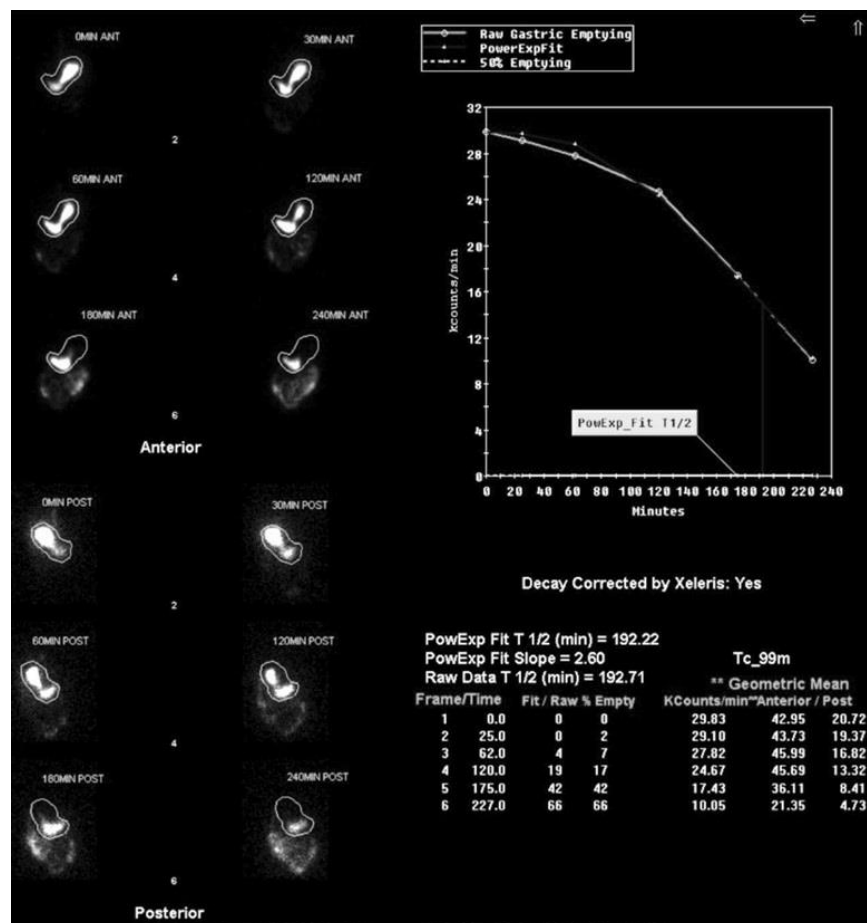 0MIN ANT
30MIN ANT
2
60MIN ANT
120MIN ANT
4
180MIN ANT
240MIN ANT
6
Anterior
0MIN POST
30MIN POST
2
60MIN POST
120MIN POST
4
180MIN POST
240MIN POST
6
Posterior
Raw Gastric Emptying
PowerExpFit
50% Emptying
32
28
24
20
16
12
8
4
0
kcounts/min
PowExp_Fit T1/2
0 20 40 60 80 100 120 140 160 180 200 220 240
Minutes
Decay Corrected by Xeleris: Yes
PowExp Fit T 1/2 (min) = 192.22
PowExp Fit Slope = 2.60 Tc_99m
Raw Data T 1/2 (min) = 192.71 ** Geometric Mean
Frame/Time Fit / Raw % Empty KCounts/min**Anterior / Post
1 0.0 0 0 29.83 42.95 20.72
2 25.0 0 2 29.10 43.73 19.37
3 62.0 4 7 27.82 45.99 16.82
4 120.0 19 17 24.67 45.69 13.32
5 175.0 42 42 17.43 36.11 8.41
6 227.0 66 66 10.05 21.35 4.73